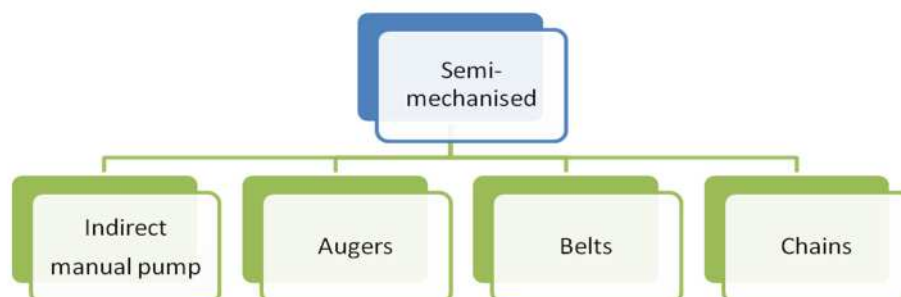 Semi-
mechanised
Indirect
manual pump
Augers
Belts
Chains